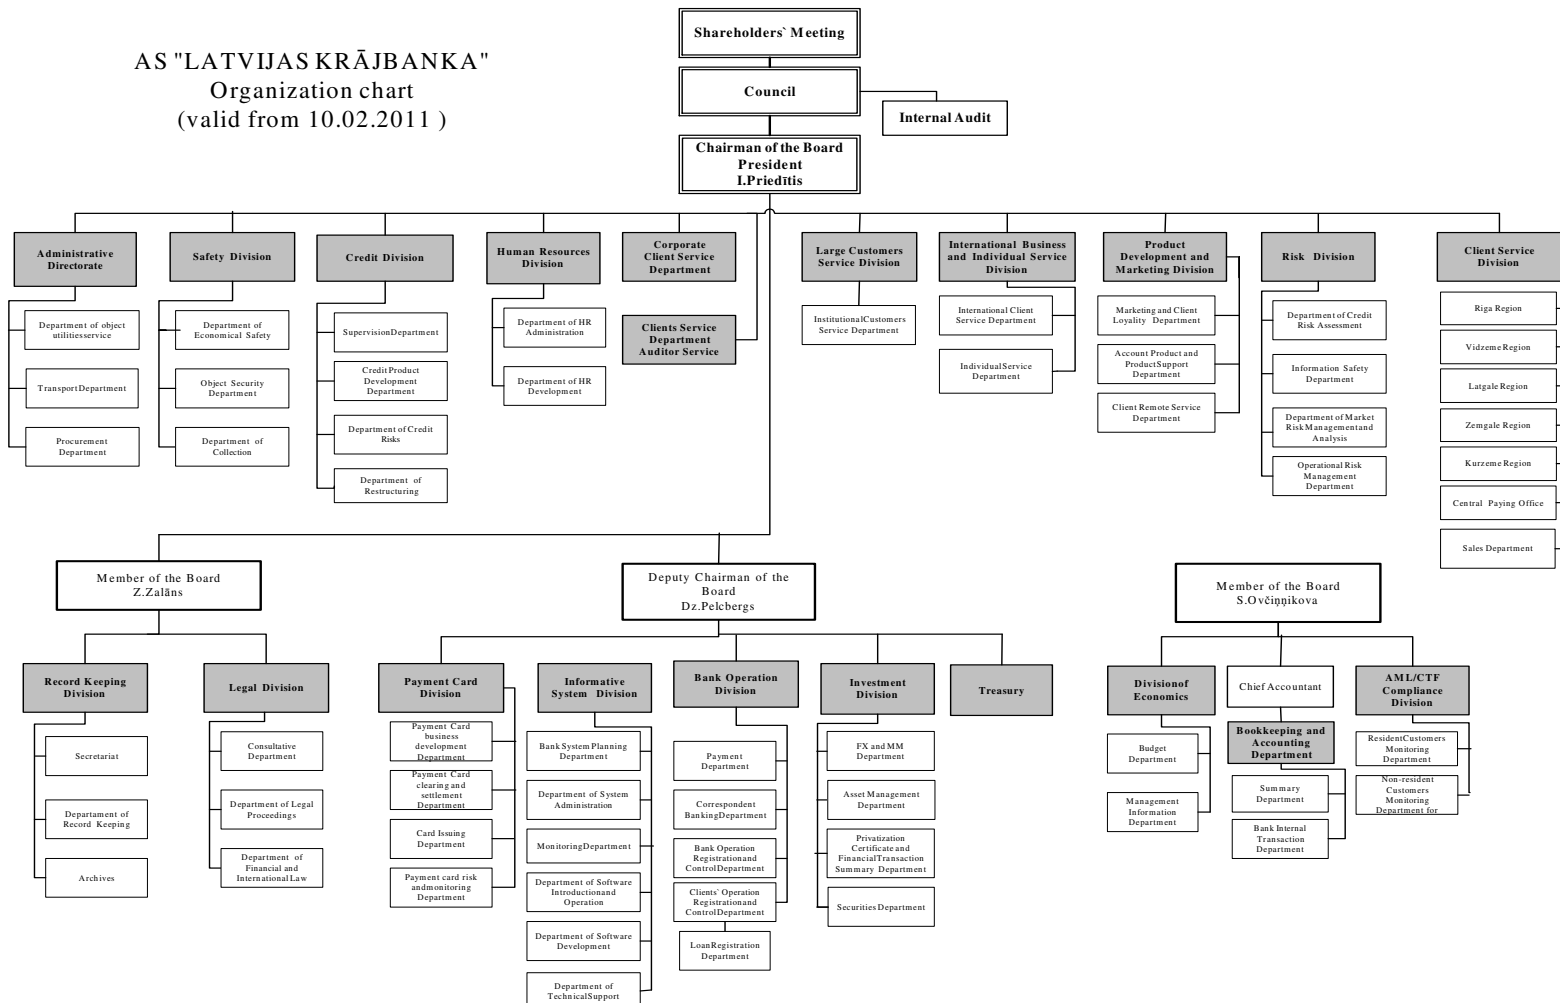 AS "LATVIJAS KRĀJBANKA"
Organization chart
(valid from 10.02.2011 )
Shareholders` Meeting
Council
Internal Audit
Chairman of the Board
President
I.Priedītis
Administrative
Directorate
Department of object
utilitiesservice
TransportDepartment
Procurement
Department
Safety Division
Department of
Economical Safety
Object Security
Department
Department of
Collection
Credit Division
SupervisionDepartment
CreditProduct
Development
Department
Department of Credit
Risks
Department of
Restructuring
Human Resources
Division
Department of HR
Administration
Department of HR
Development
Corporate
Client Service
Department
Clients Service
Department
Auditor Service
Large Customers
Service Division
InstitutionalCustomers
Service Department
International Business
and Individual Service
Division
International Client
Service Department
IndividualService
Department
Product
Development and
Marketing Division
Marketing and Client
Loyality Department
Account Product and
ProductSupport
Department
Client Remote Service
Department
Risk Division
Department of Credit
Risk Assessment
Information Safety
Department
Department of Market
RiskManagementand
Analysis
Operational Risk
Management
Department
Client Service
Division
Riga Region
Vidzeme Region
Latgale Region
Zemgale Region
Kurzeme Region
Central Paying Office
Sales Department
Member of the Board
Z.Zalāns
Record Keeping
Division
Secretariat
Departament of
Record Keeping
Archives
Legal Division
Consultative
Department
Department of Legal
Proceedings
Department of
Financial and
InternationalLaw
Deputy Chairman of the
Board
Dz.Pelcbergs
Payment Card
Division
Payment Card
business
development
Department
Payment Card
clearing and
settlement
Department
Card Issuing
Department
Payment card risk
andmonitoring
Department
Informative
System Division
BankSystemPlanning
Department
Department of System
Administration
MonitoringDepartment
Department of Software
Introductionand
Operation
Department of Software
Development
Department of
TechnicalSupport
Bank Operation
Division
Payment
Department
Correspondent
BankingDepartment
Bank Operation
Registrationand
ControlDepartment
Clients` Operation
Registrationand
ControlDepartment
LoanRegistration
Department
Investment
Division
FX and MM
Department
AssetManagement
Department
Privatization
Certificate and
FinancialTransaction
Summary Department
SecuritiesDepartment
Treasury
Member of the Board
S.Ovčiņņikova
Divisionof
Economics
Budget
Department
Management
Information
Department
Chief Accountant
Bookkeeping and
Accounting
Department
Summary
Department
Bank Internal
Transaction
Department
AML/CTF
Compliance
Division
ResidentCustomers
Monitoring
Department
Non-resident
Customers
Monitoring
Department for